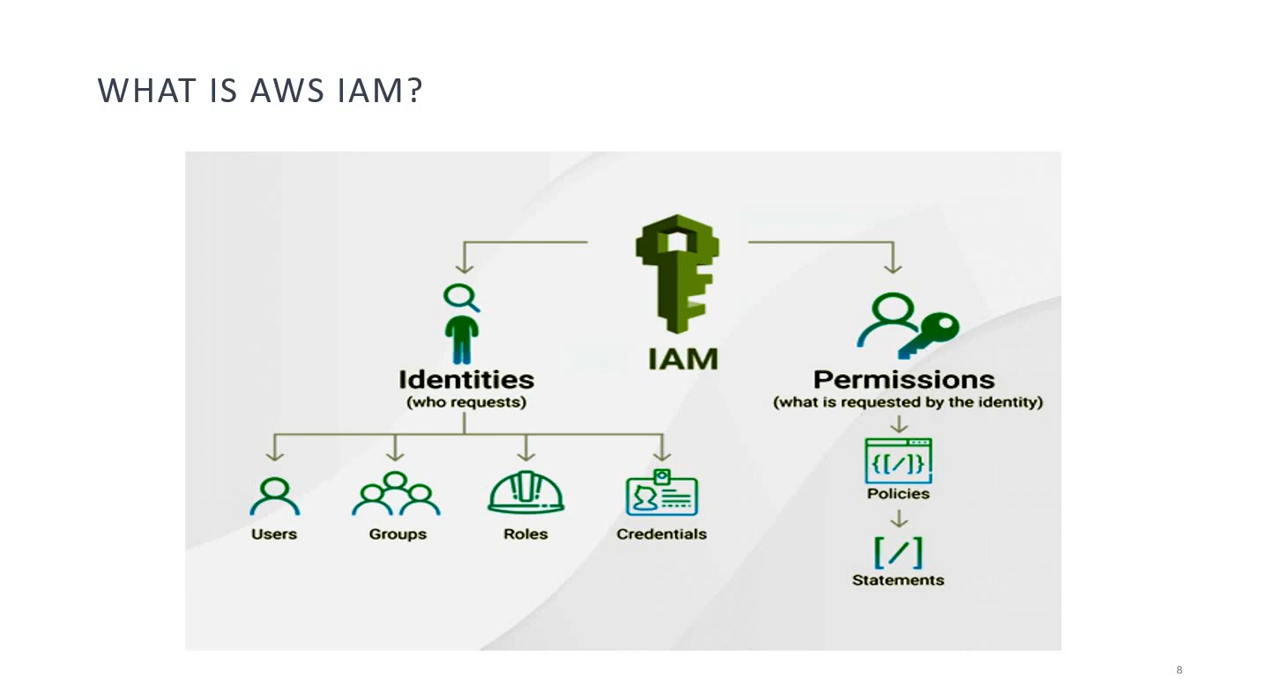 WHAT IS AWS IAM?
IAM
Identities
(who requests)
Users
Groups
Roles
Credentials
Permissions
(what is requested by the identity)
{[/]}
Policies
[/]
Statements
8